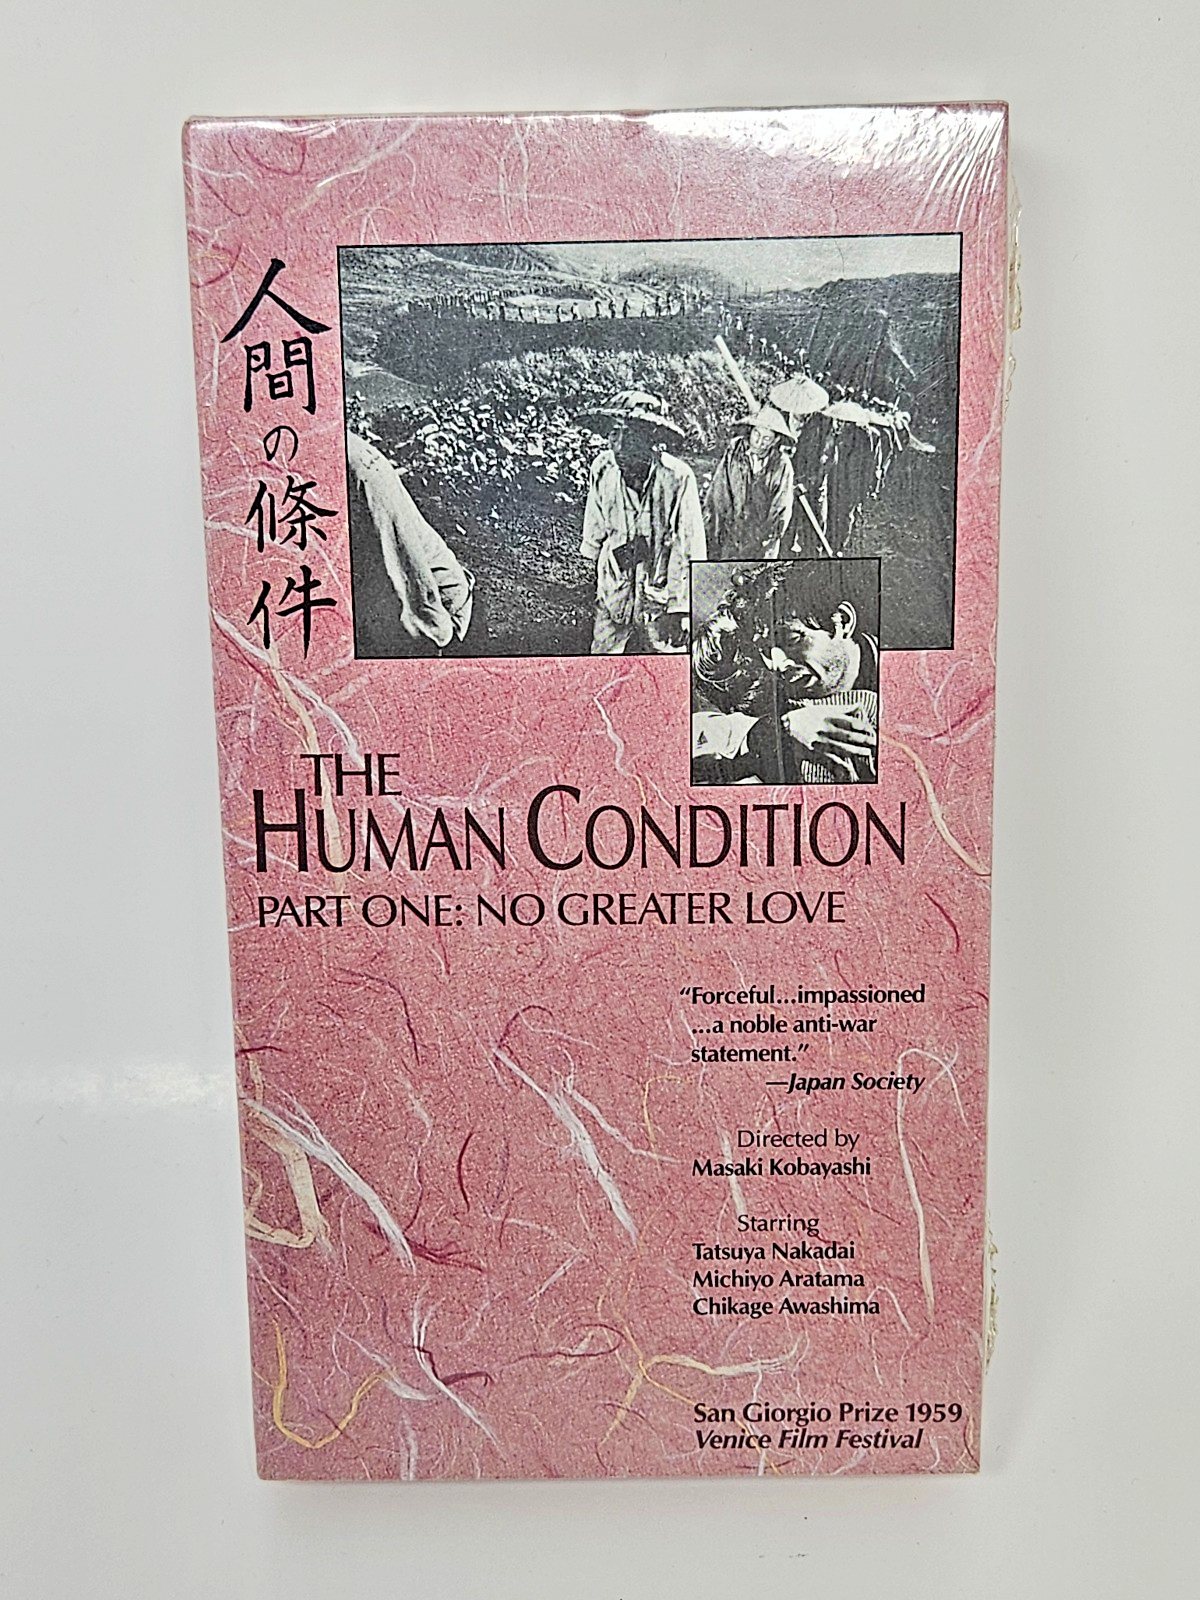 人間の條件
THE
HUMAN CONDITION
PART ONE: NO GREATER LOVE
“Forceful...impassioned
...a noble anti-war
statement.”
—Japan Society
Directed by
Masaki Kobayashi
Starring
Tatsuya Nakadai
Michiyo Aratama
Chikage Awashima
San Giorgio Prize 1959
Venice Film Festival